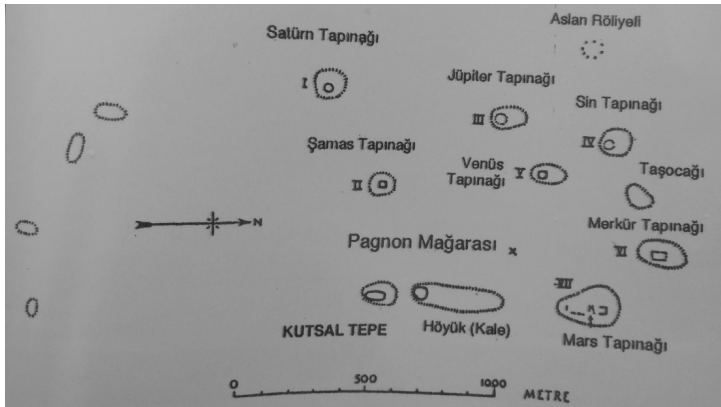 Aslan Röliyefi
Satürn Tapınağı
I
Jüpiter Tapınağı
III
Sin Tapınağı
IV
Şamas Tapınağı
II
Venüs
Tapınağı
V
Taşocağı
Merkür Tapınağı
VI
N
Pagnon Mağarası x
KUTSAL TEPE
Höyük (Kale)
Mars Tapınağı
0 500 1000
METRE